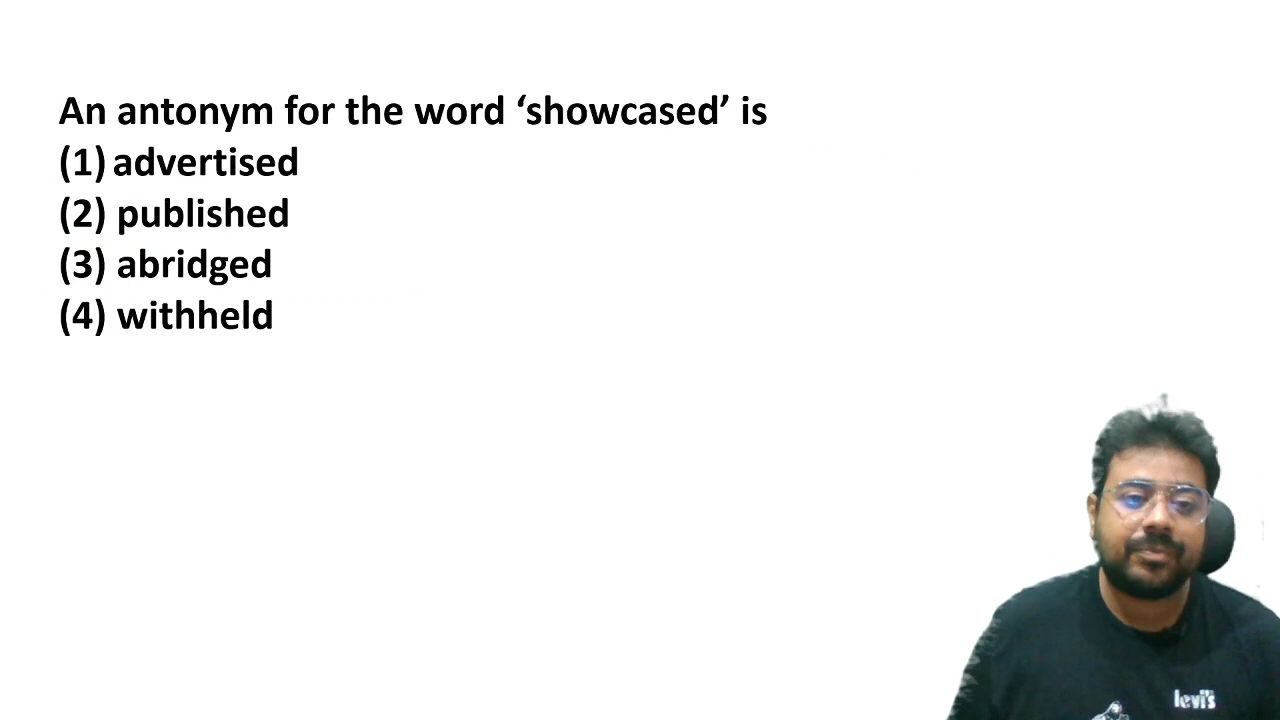 An antonym for the word ‘showcased’ is
(1) advertised
(2) published
(3) abridged
(4) withheld
levi's